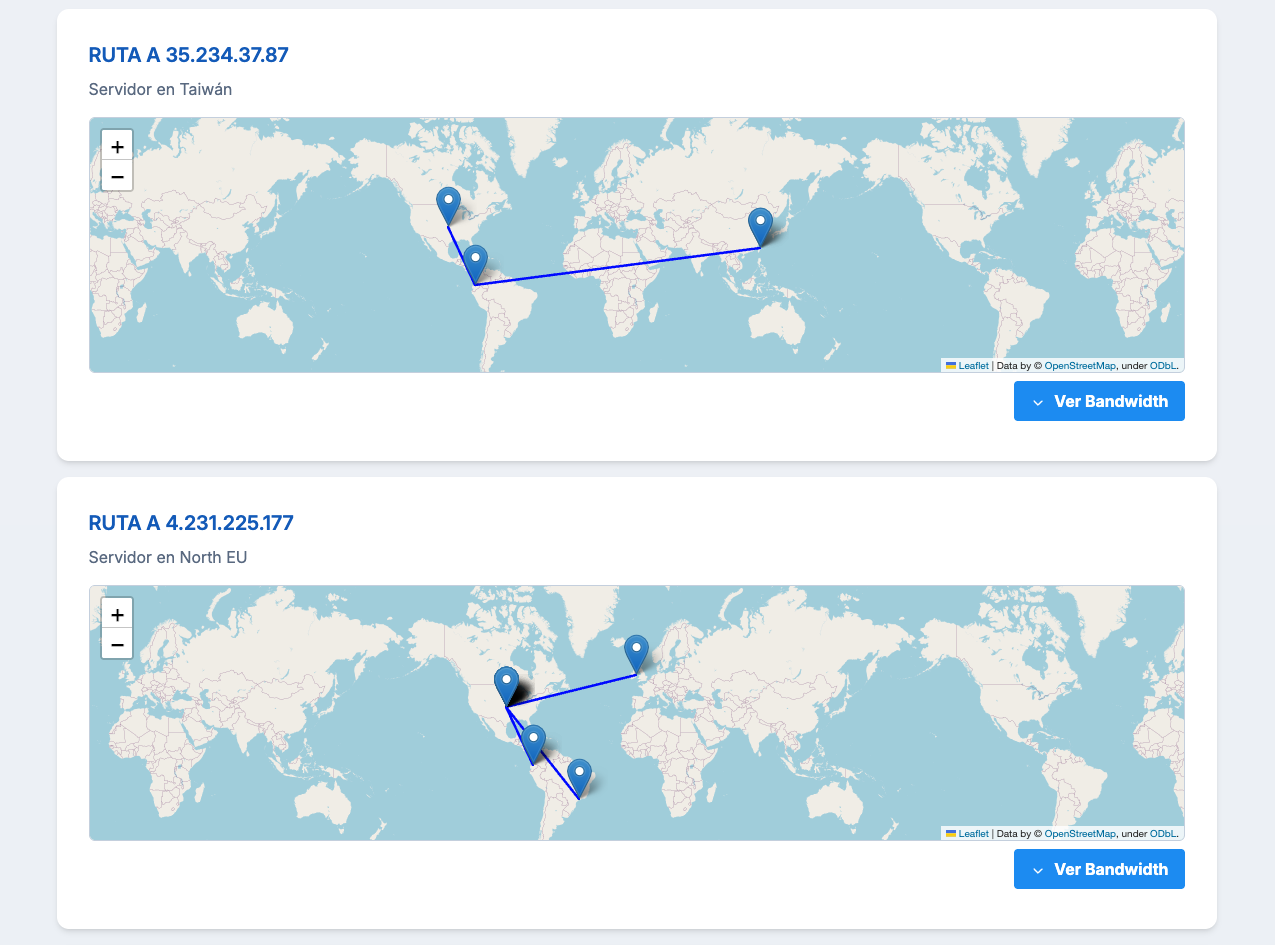 RUTA A 35.234.37.87
Servidor en Taiwán
+
−
Leaflet | Data by © OpenStreetMap, under ODbL.
Ver Bandwidth
RUTA A 4.231.225.177
Servidor en North EU
+
−
Leaflet | Data by © OpenStreetMap, under ODbL.
Ver Bandwidth